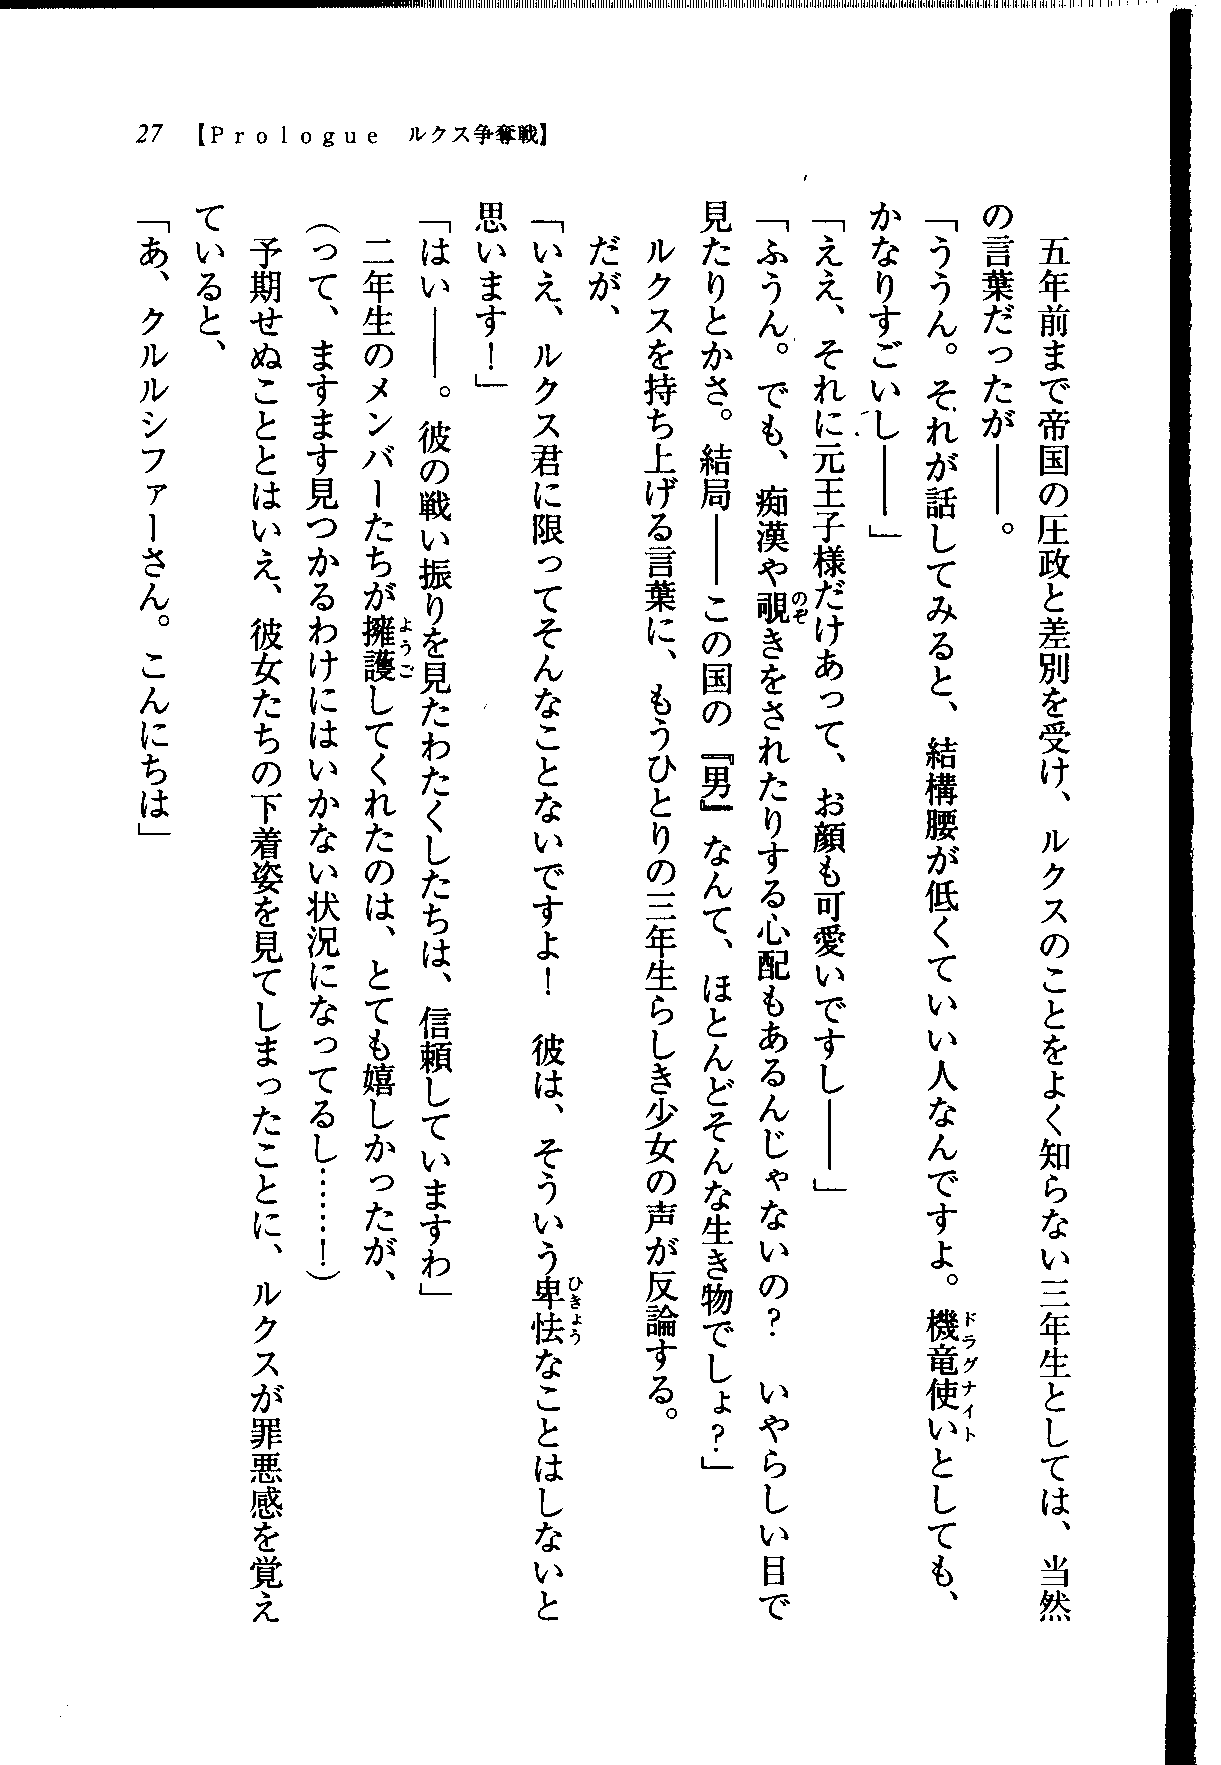 27 【Prologue ルクス争奪戦】
五年前まで帝国の圧政と差別を受け、ルクスのことをよく知らない三年生としては、当然
の言葉だったが――。
「ううん。それが話してみると、結構腰が低くていい人なんですよ。機竜使いとしても、
ドラグナイト
かなりすごいし――」
「ええ、それに元王子様だけあって、お顔も可愛いですし――」
「ふうん。でも、痴漢や覗きをされたりする心配もあるんじゃないの？　いやらしい目で
のぞ
見たりとかさ。結局――この国の『男』なんて、ほとんどそんな生き物でしょ？」
ルクスを持ち上げる言葉に、もうひとりの三年生らしき少女の声が反論する。
だが、
「いえ、ルクス君に限ってそんなことないですよ！　彼は、そういう卑怯なことはしないと
ひきょう
思います！」
「はい――。彼の戦い振りを見たわたくしたちは、信頼していますわ」
二年生のメンバーたちが擁護してくれたのは、とても嬉しかったが、
ようご
（って、ますます見つかるわけにはいかない状況になってるし……！）
予期せぬこととはいえ、彼女たちの下着姿を見てしまったことに、ルクスが罪悪感を覚え
ていると、
「あ、クルルシファーさん。こんにちは」